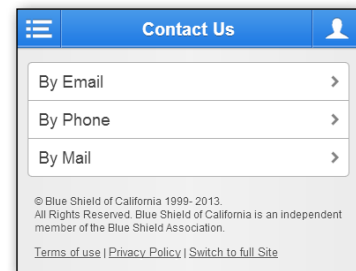 Contact Us
By Email
By Phone
By Mail
© Blue Shield of California 1999- 2013.
All Rights Reserved. Blue Shield of California is an independent
member of the Blue Shield Association.
Terms of use | Privacy Policy | Switch to full Site